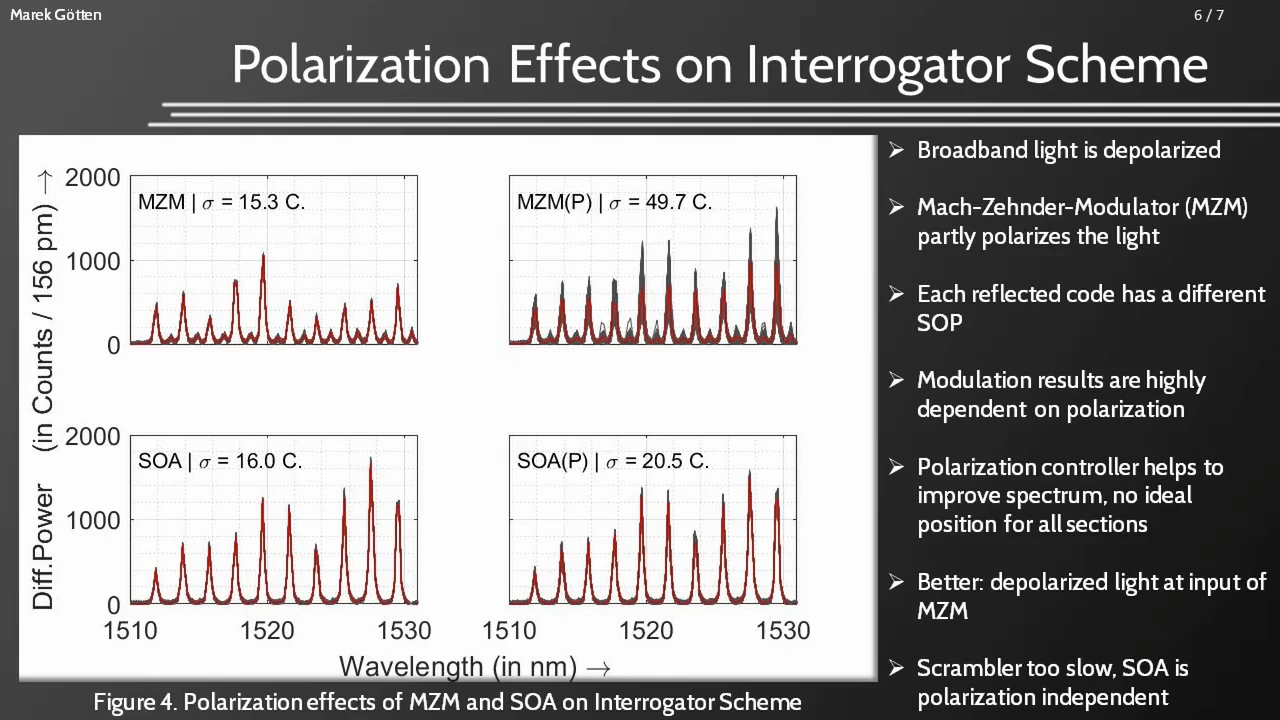 Marek Götten
6 / 7
Polarization Effects on Interrogator Scheme
Diff.Power (in Counts / 156 pm) →
2000
1000
0
MZM | σ = 15.3 C.
MZM(P) | σ = 49.7 C.
2000
1000
0
SOA | σ = 16.0 C.
SOA(P) | σ = 20.5 C.
1510 1520 1530
1510 1520 1530
Wavelength (in nm) →
Figure 4. Polarization effects of MZM and SOA on Interrogator Scheme
➢ Broadband light is depolarized
➢ Mach-Zehnder-Modulator (MZM)
partly polarizes the light
➢ Each reflected code has a different
SOP
➢ Modulation results are highly
dependent on polarization
➢ Polarization controller helps to
improve spectrum, no ideal
position for all sections
➢ Better: depolarized light at input of
MZM
➢ Scrambler too slow, SOA is
polarization independent